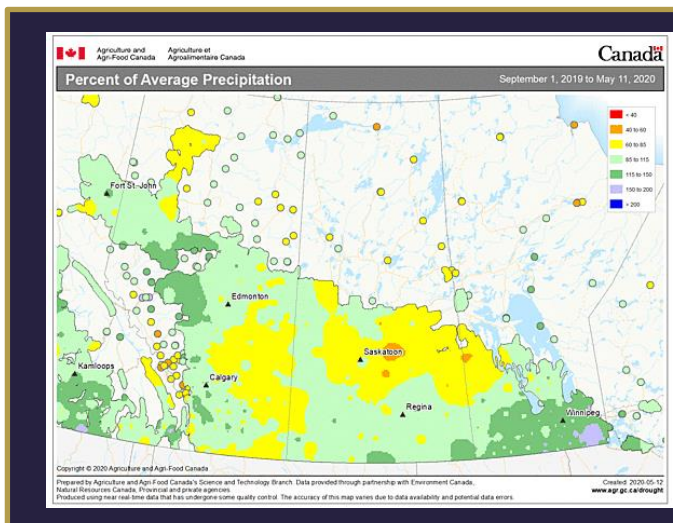 Agriculture and
Agri-Food Canada
Agriculture et
Agroalimentaire Canada
Canada
Percent of Average Precipitation
September 1, 2019 to May 11, 2020
< 40
40 to 60
60 to 85
85 to 115
115 to 150
150 to 200
> 200
Fort St. John
Edmonton
Saskatoon
Kamloops
Calgary
Regina
Winnipeg
Copyright © 2020 Agriculture and Agri-Food Canada
Prepared by Agriculture and Agri-Food Canada's Science and Technology Branch. Data provided through partnership with Environment Canada,
Natural Resources Canada, Provincial and private agencies.
Produced using near real-time data that has undergone some quality control. The accuracy of this map varies due to data availability and potential data errors.
Created: 2020-05-12
www.agr.gc.ca/drought